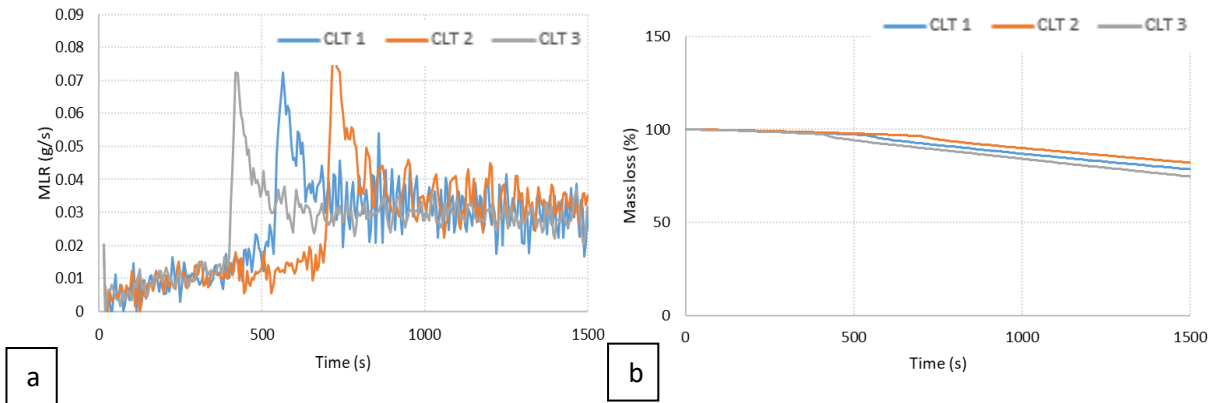 0.09
0.08
0.07
0.06
0.05
0.04
0.03
0.02
0.01
0
MLR (g/s)
CLT 1 CLT 2 CLT 3
0 500 1000 1500
Time (s)
a
150
100
50
0
Mass loss (%)
CLT 1 CLT 2 CLT 3
0 500 1000 1500
Time (s)
b